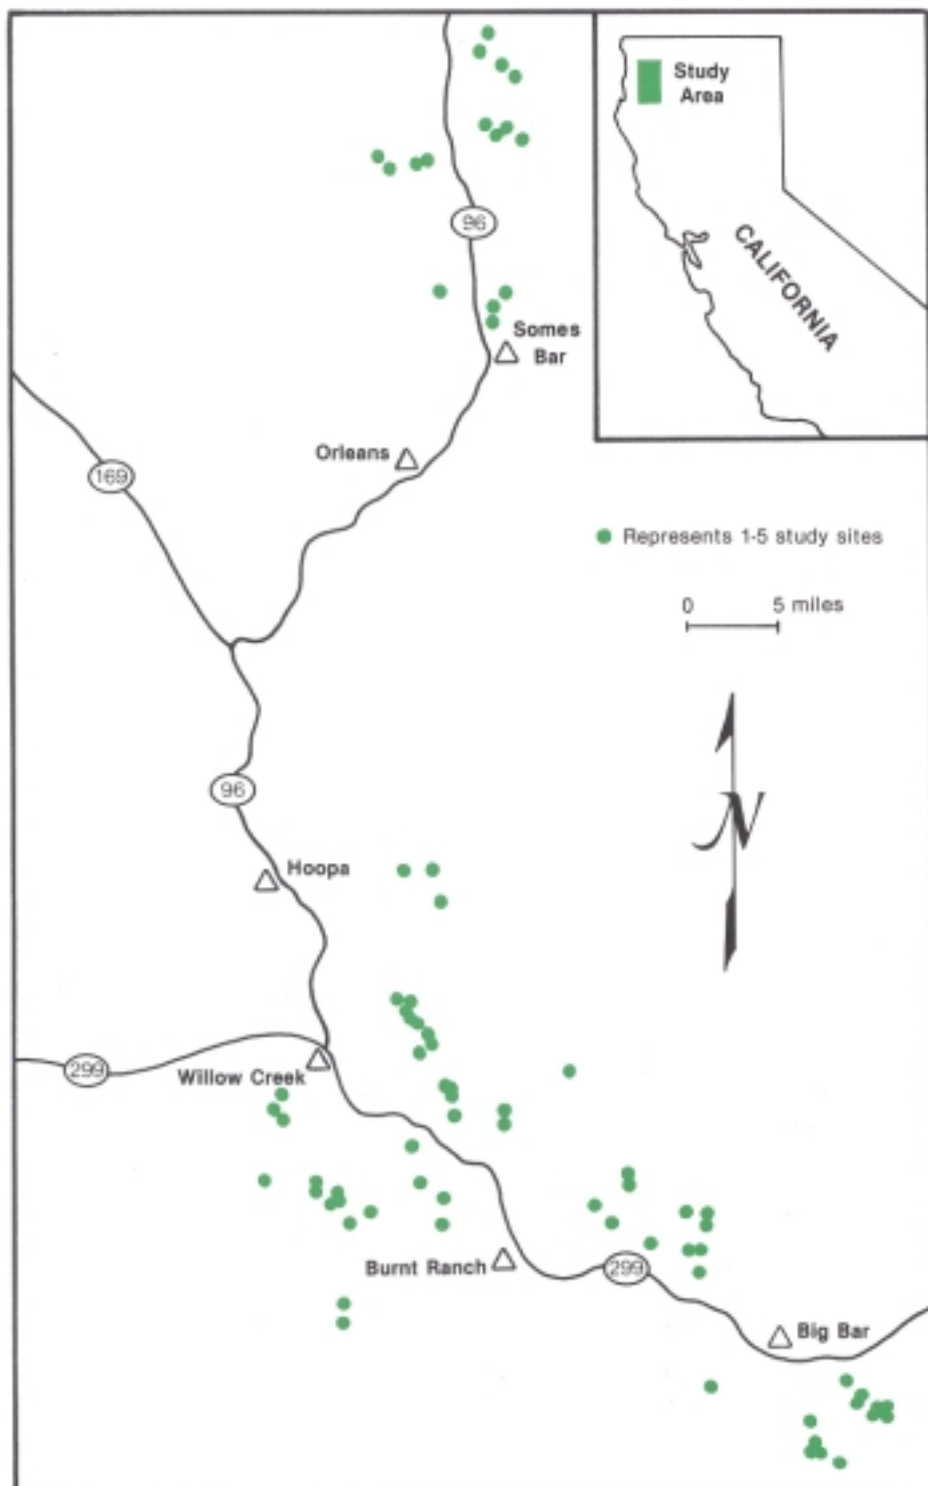 Study
Area
96
CALIFORNIA
Somes
Bar
Orleans
169
Represents 1-5 study sites
0 5 miles
N
96
Hoopa
299
Willow Creek
Burnt Ranch
299
Big Bar